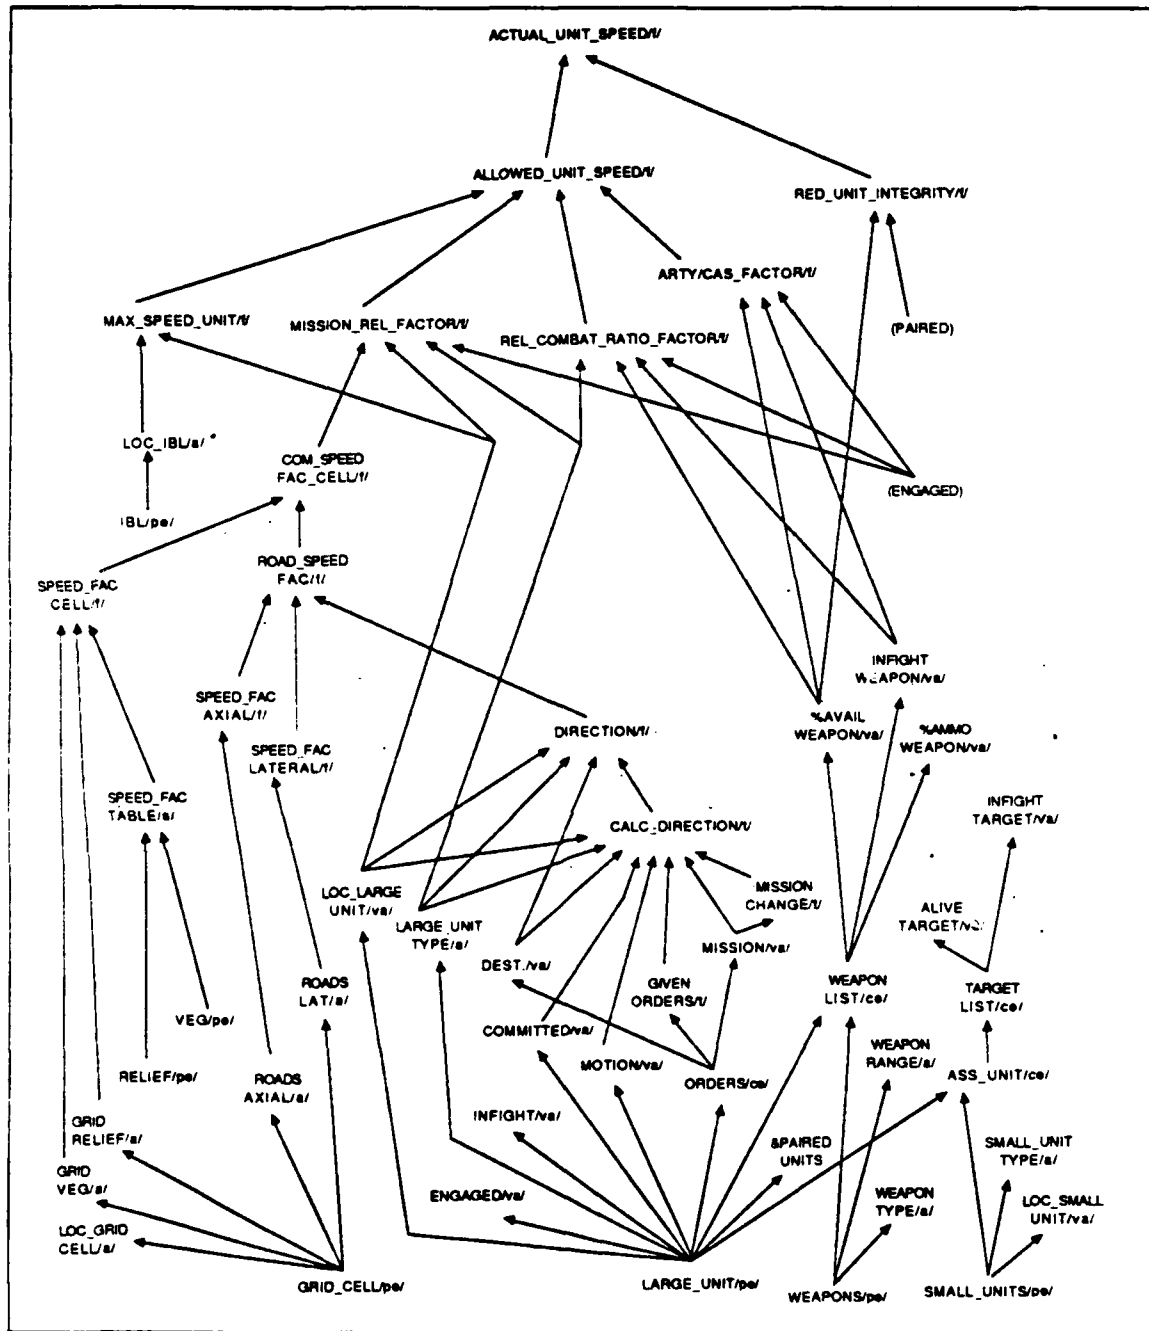 ACTUAL_UNIT_SPEED/f/
ALLOWED_UNIT_SPEED/f/
RED_UNIT_INTEGRITY/f/
ARTY/CAS_FACTOR/f/
MAX_SPEED_UNIT/f/
MISSION_REL_FACTOR/f/
REL_COMBAT_RATIO_FACTOR/f/
(PAIRED)
LOC_IBL/a/
COM_SPEED
FAC_CELL/f/
(ENGAGED)
IBL/pe/
ROAD_SPEED
FAC/f/
SPEED_FAC
CELL/f/
INFIGHT
WEAPON/va/
SPEED_FAC
AXIAL/f/
%AVAIL
WEAPON/va/
%AMMO
WEAPON/va/
DIRECTION/f/
SPEED_FAC
LATERAL/f/
SPEED_FAC
TABLE/a/
INFIGHT
TARGET/va/
CALC_DIRECTION/f/
LOC_LARGE
UNIT/va/
MISSION
CHANGE/f/
LARGE_UNIT
TYPE/a/
ALIVE
TARGET/va/
MISSION/va/
DEST./va/
ROADS
LAT/a/
GIVEN
ORDERS/f/
WEAPON
LIST/ce/
TARGET
LIST/ce/
VEG/pe/
COMMITTED/va/
WEAPON
RANGE/a/
RELIEF/pe/
ROADS
AXIAL/a/
MOTION/va/
ORDERS/ce/
ASS_UNIT/ce/
GRID
RELIEF/a/
INFIGHT/va/
&PAIRED
UNITS
SMALL_UNIT
TYPE/a/
GRID
VEG/a/
ENGAGED/va/
WEAPON
TYPE/a/
LOC_SMALL
UNIT/va/
LOC_GRID
CELL/a/
GRID_CELL/pe/
LARGE_UNIT/pe/
WEAPONS/pe/
SMALL_UNITS/pe/